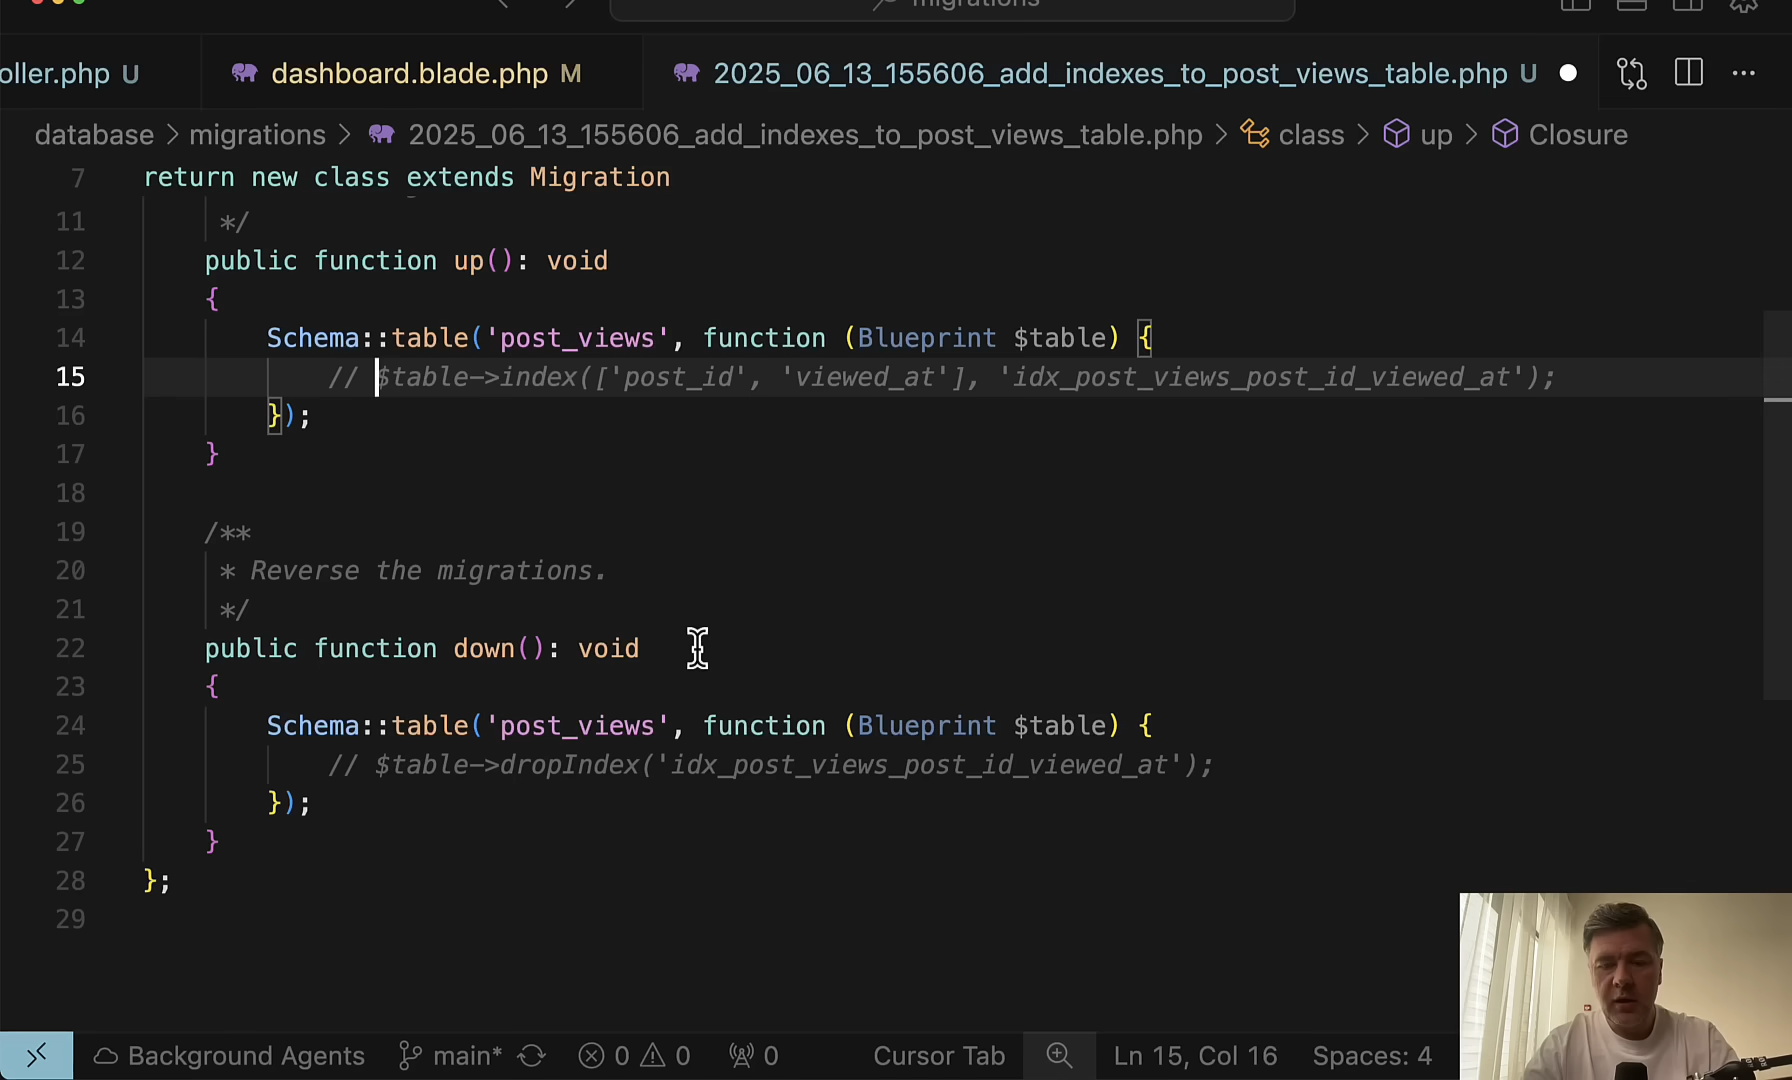 migrations
oller.php U
dashboard.blade.php M
2025_06_13_155606_add_indexes_to_post_views_table.php U
database > migrations > 2025_06_13_155606_add_indexes_to_post_views_table.php > class > up > Closure
7 return new class extends Migration
11 */
12 public function up(): void
13 {
14 Schema::table('post_views', function (Blueprint $table) {
15 // $table->index(['post_id', 'viewed_at'], 'idx_post_views_post_id_viewed_at');
16 });
17 }
18
19 /**
20 * Reverse the migrations.
21 */
22 public function down(): void
23 {
24 Schema::table('post_views', function (Blueprint $table) {
25 // $table->dropIndex('idx_post_views_post_id_viewed_at');
26 });
27 }
28 };
29
Background Agents main* 0 0 0 Cursor Tab Ln 15, Col 16 Spaces: 4